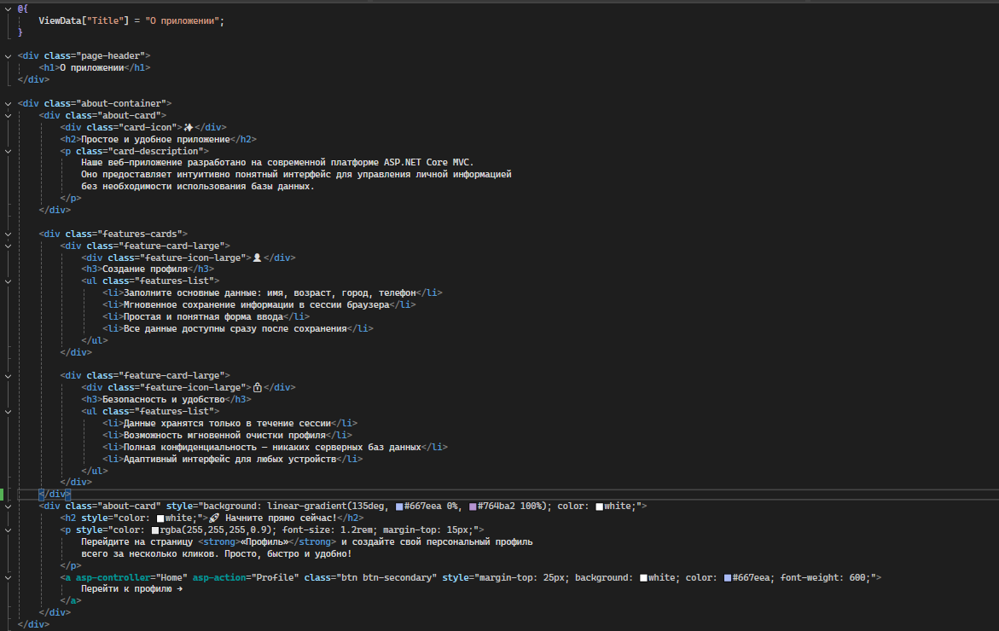 @{
ViewData["Title"] = "О приложении";
}
<div class="page-header">
<h1>О приложении</h1>
</div>
<div class="about-container">
<div class="about-card">
<div class="card-icon">✨</div>
<h2>Простое и удобное приложение</h2>
<p class="card-description">
Наше веб-приложение разработано на современной платформе ASP.NET Core MVC.
Оно предоставляет интуитивно понятный интерфейс для управления личной информацией
без необходимости использования базы данных.
</p>
</div>
<div class="features-cards">
<div class="feature-card-large">
<div class="feature-icon-large">👤</div>
<h3>Создание профиля</h3>
<ul class="features-list">
<li>Заполните основные данные: имя, возраст, город, телефон</li>
<li>Мгновенное сохранение информации в сессии браузера</li>
<li>Простая и понятная форма ввода</li>
<li>Все данные доступны сразу после сохранения</li>
</ul>
</div>
<div class="feature-card-large">
<div class="feature-icon-large">🔒</div>
<h3>Безопасность и удобство</h3>
<ul class="features-list">
<li>Данные хранятся только в течение сессии</li>
<li>Возможность мгновенной очистки профиля</li>
<li>Полная конфиденциальность — никаких серверных баз данных</li>
<li>Адаптивный интерфейс для любых устройств</li>
</ul>
</div>
</div>
<div class="about-card" style="background: linear-gradient(135deg, #667eea 0%, #764ba2 100%); color: white;">
<h2 style="color: white;">🚀 Начните прямо сейчас!</h2>
<p style="color: rgba(255,255,255,0.9); font-size: 1.2rem; margin-top: 15px;">
Перейдите на страницу <strong>«Профиль»</strong> и создайте свой персональный профиль
всего за несколько кликов. Просто, быстро и удобно!
</p>
<a asp-controller="Home" asp-action="Profile" class="btn btn-secondary" style="margin-top: 25px; background: white; color: #667eea; font-weight: 600;">
Перейти к профилю →
</a>
</div>
</div>